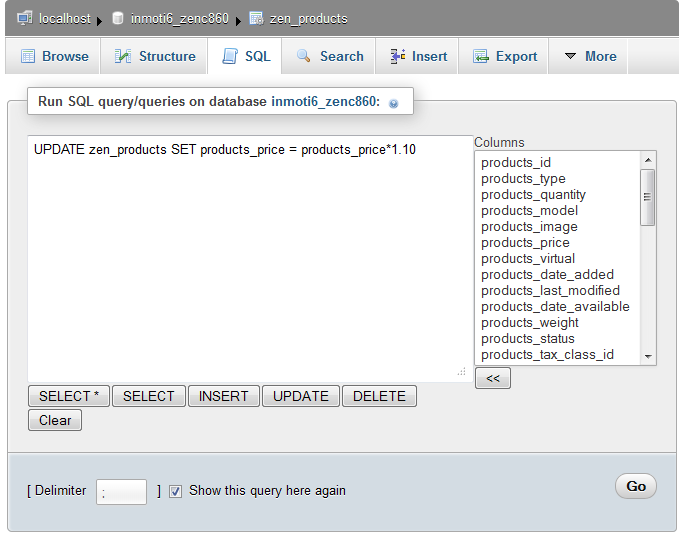 localhost inmoti6_zenc860 zen_products
Browse Structure SQL Search Insert Export More
Run SQL query/queries on database inmoti6_zenc860:
UPDATE zen_products SET products_price = products_price*1.10
Columns
products_id
products_type
products_quantity
products_model
products_image
products_price
products_virtual
products_date_added
products_last_modified
products_date_available
products_weight
products_status
products_tax_class_id
<<
SELECT * SELECT INSERT UPDATE DELETE
Clear
[ Delimiter ; ] Show this query here again Go